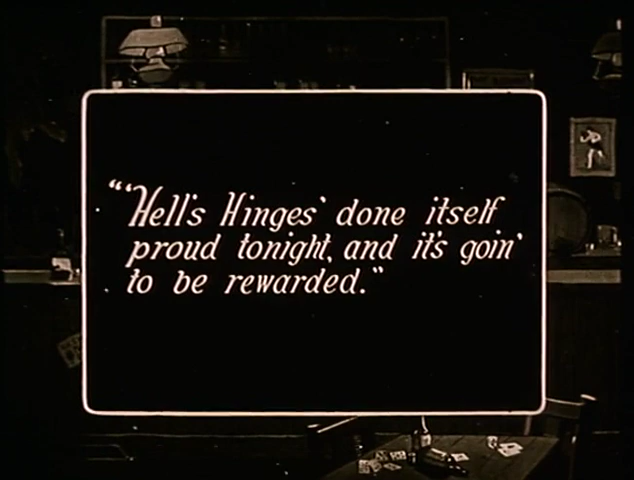 "'Hell's Hinges' done itself
proud tonight, and it's goin'
to be rewarded."